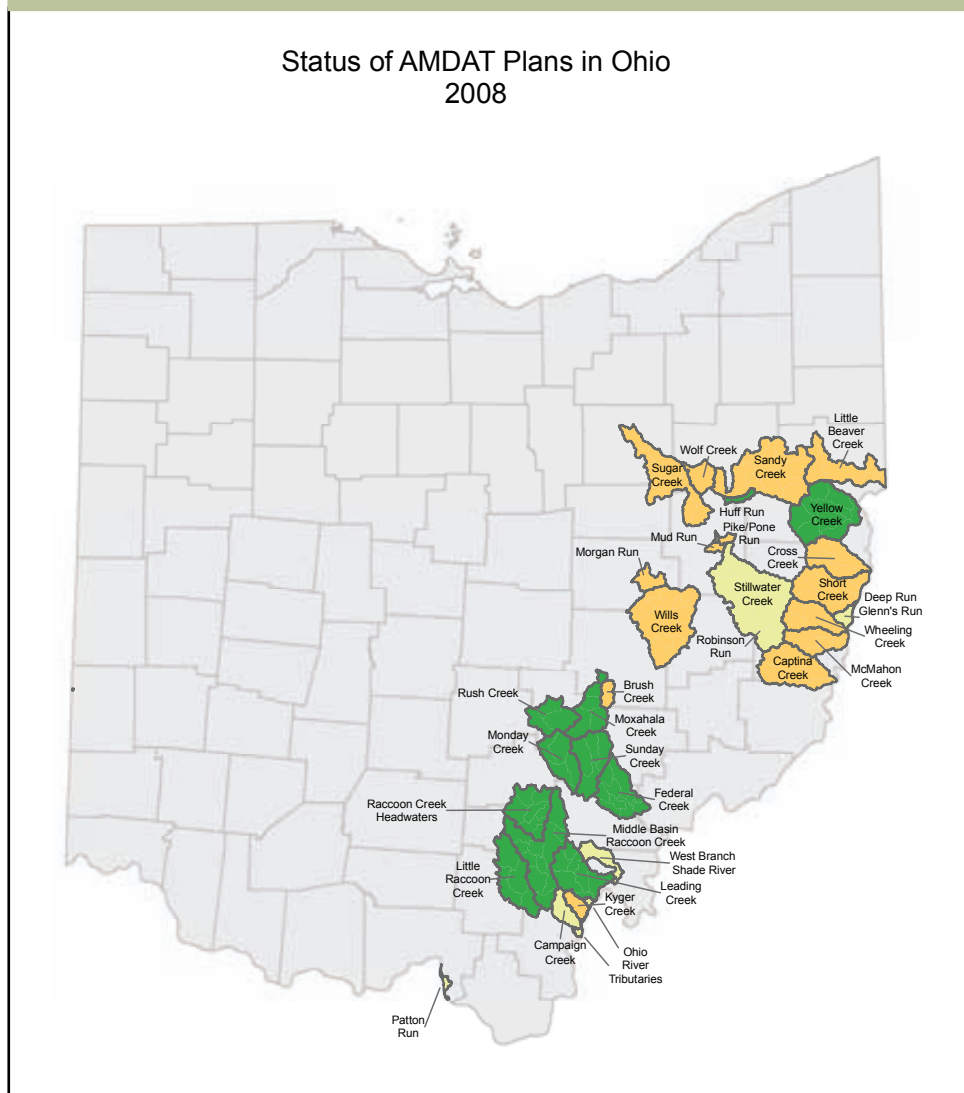 Status of AMDAT Plans in Ohio
2008
Little
Beaver
Creek
Wolf Creek
Sandy
Creek
Sugar
Creek
Huff Run
Yellow
Creek
Pike/Pone
Run
Mud Run
Cross
Creek
Morgan Run
Stillwater
Creek
Short
Creek
Deep Run
Glenn's Run
Wills
Creek
Wheeling
Creek
Robinson
Run
McMahon
Creek
Captina
Creek
Brush
Creek
Rush Creek
Moxahala
Creek
Monday
Creek
Sunday
Creek
Federal
Creek
Raccoon Creek
Headwaters
Middle Basin
Raccoon Creek
West Branch
Shade River
Little
Raccoon
Creek
Leading
Creek
Kyger
Creek
Campaign
Creek
Ohio
River
Tributaries
Patton
Run